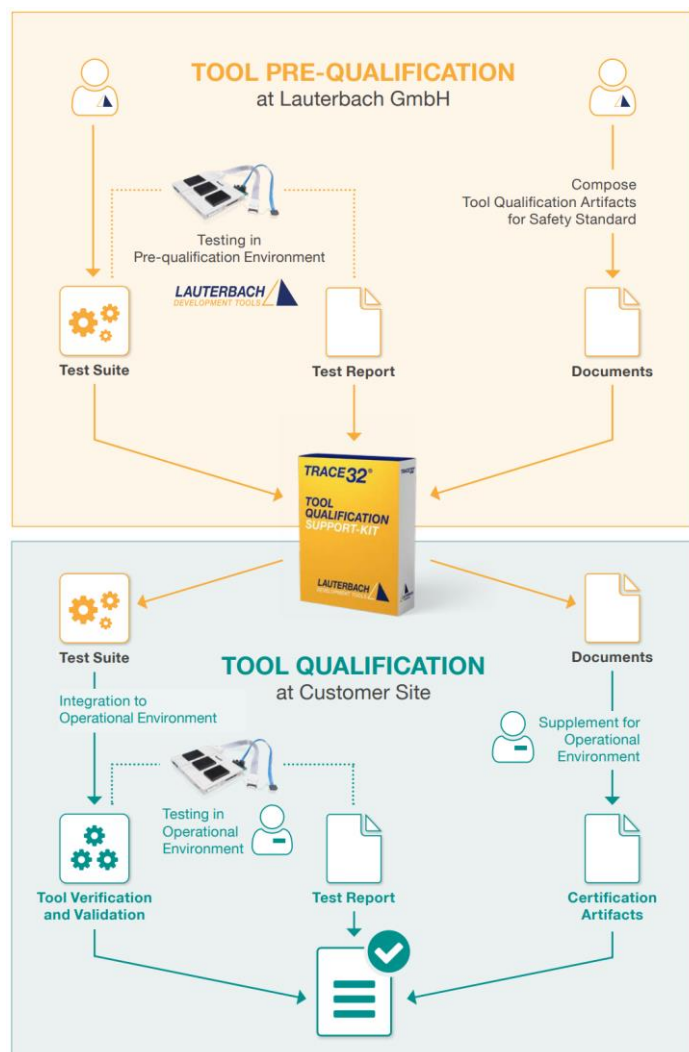 TOOL PRE-QUALIFICATION
at Lauterbach GmbH
Compose
Tool Qualification Artifacts
for Safety Standard
Testing in
Pre-qualification Environment
LAUTERBACH
DEVELOPMENT TOOLS
Test Suite
Test Report
Documents
TRACE32®
TOOL
QUALIFICATION
SUPPORT-KIT
LAUTERBACH
DEVELOPMENT TOOLS
Test Suite
Documents
TOOL QUALIFICATION
at Customer Site
Integration to
Operational Environment
Supplement for
Operational
Environment
Testing in
Operational
Environment
Tool Verification
and Validation
Test Report
Certification
Artifacts